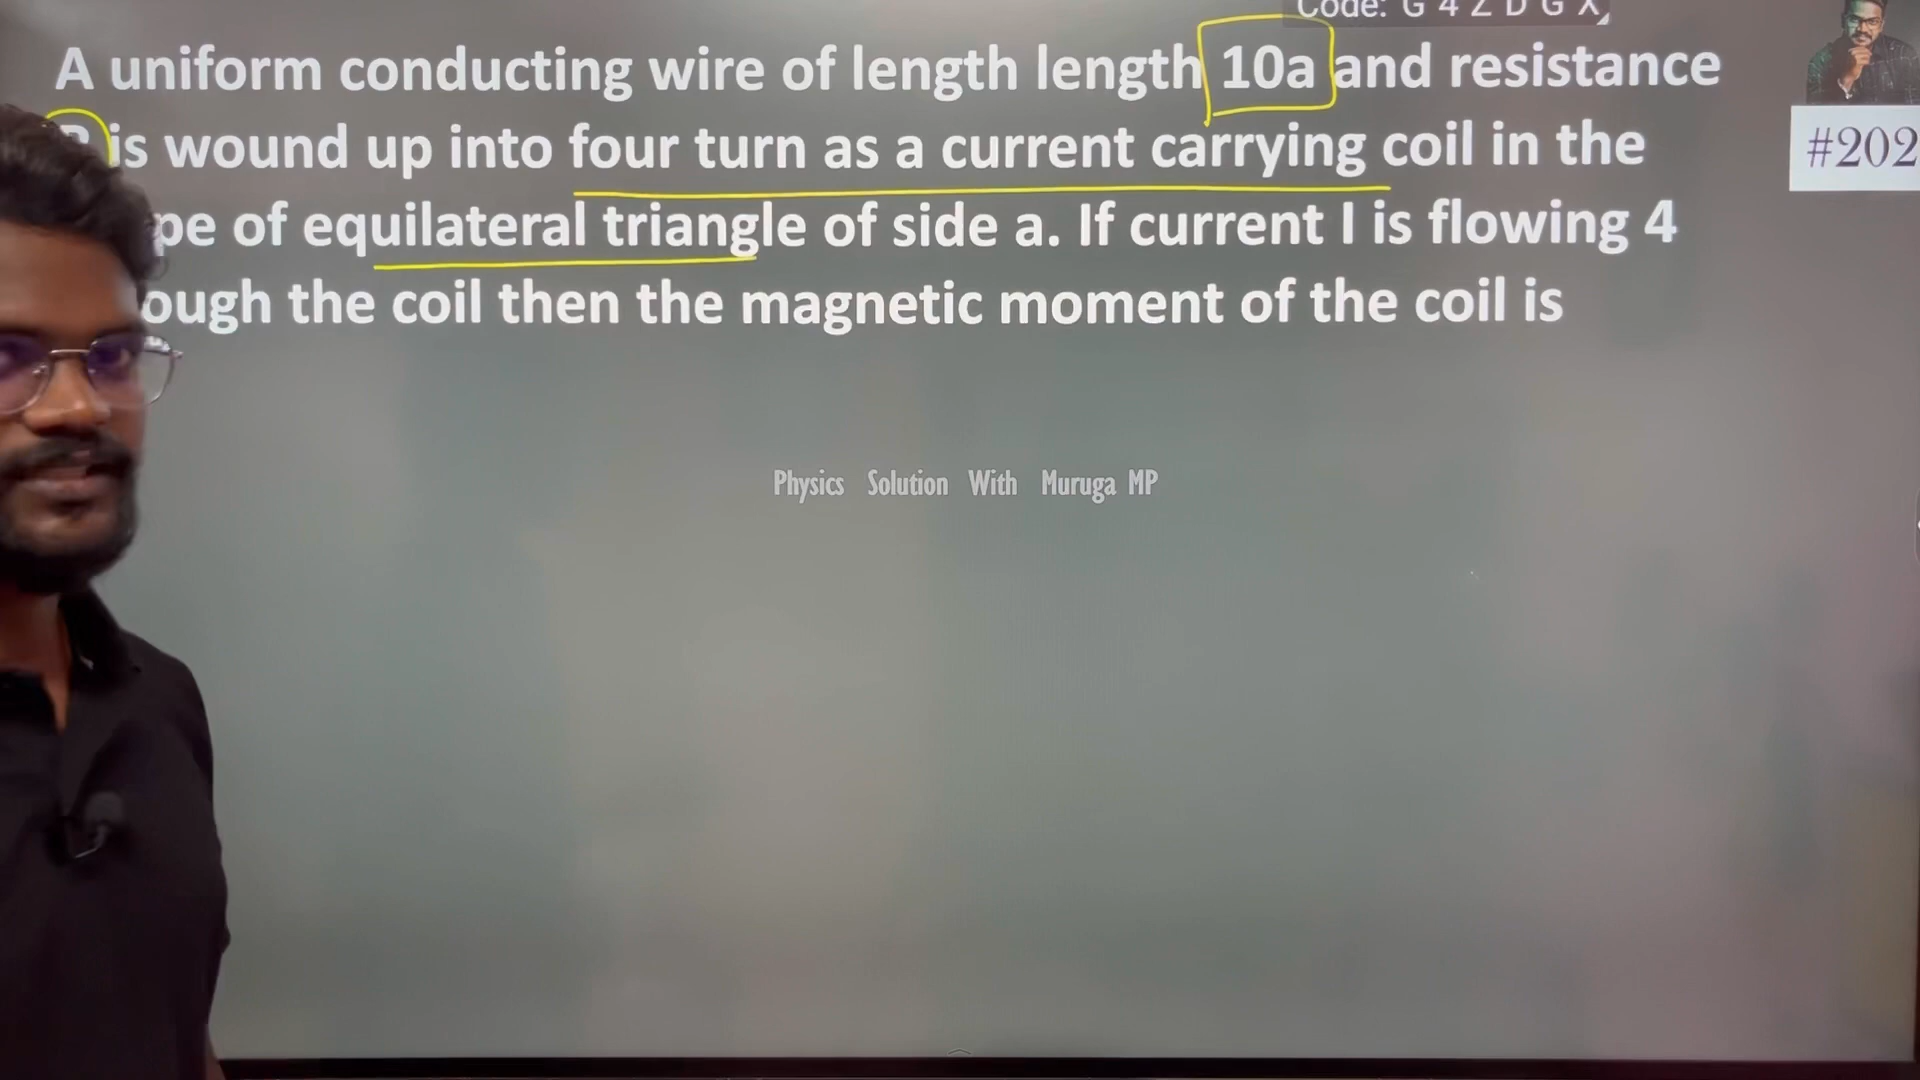 Code: G 4 Z D G X
A uniform conducting wire of length length 10a and resistance
is wound up into four turn as a current carrying coil in the
#202
pe of equilateral triangle of side a. If current I is flowing 4
ough the coil then the magnetic moment of the coil is
Physics Solution With Muruga MP